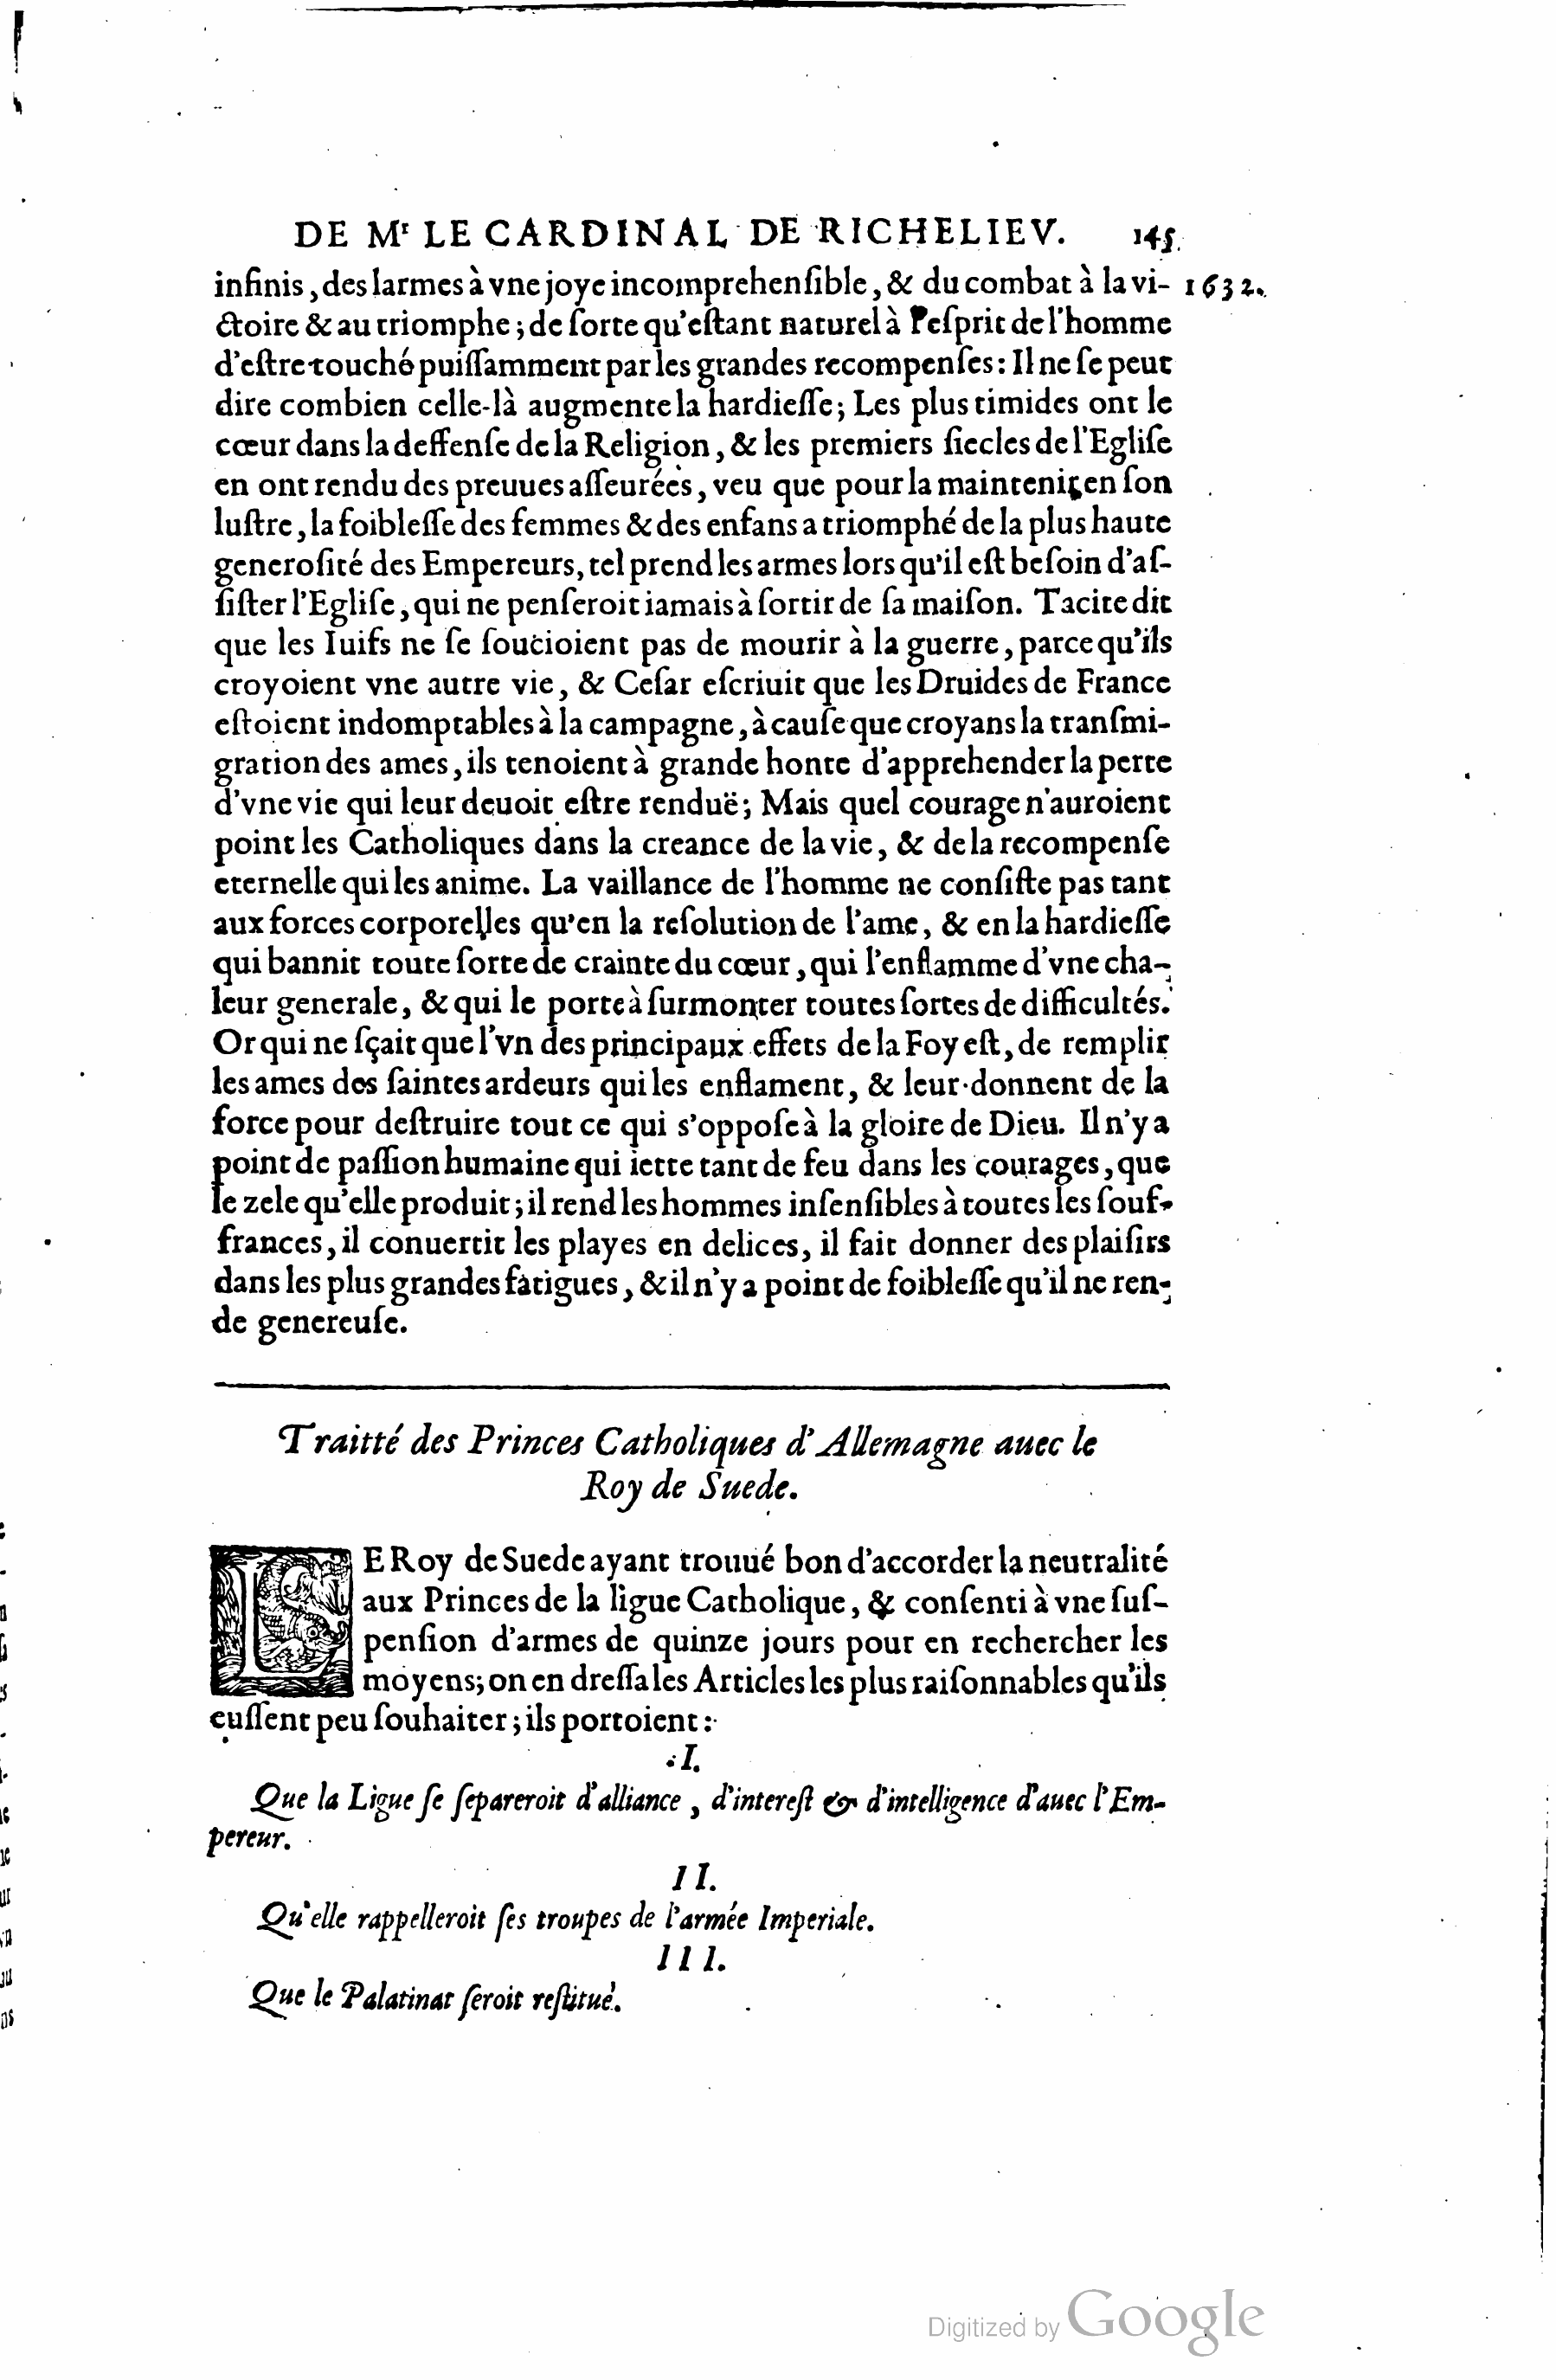 DE Mr LE CARDINAL DE RICHELIEV. 145.
infinis, des larmes à vne joye incomprehenſible, & du combat à la vi- 1632.
ctoire & au triomphe; de ſorte qu'eſtant naturel à l'eſprit de l'homme
d'eſtre touché puiſſamment par les grandes recompenſes: Il ne ſe peut
dire combien celle-là augmente la hardieſſe; Les plus timides ont le
cœur dans la deffenſe de la Religion, & les premiers ſiecles de l'Egliſe
en ont rendu des preuues aſſeurées, veu que pour la maintenir en ſon
luſtre, la foibleſſe des femmes & des enfans a triomphé de la plus haute
generoſité des Empereurs, tel prend les armes lors qu'il eſt beſoin d'aſ-
ſiſter l'Egliſe, qui ne penſeroit iamais à ſortir de ſa maiſon. Tacite dit
que les Iuifs ne ſe ſoucioient pas de mourir à la guerre, parce qu'ils
croyoient vne autre vie, & Ceſar eſcriuit que les Druides de France
eſtoient indomptables à la campagne, à cauſe que croyans la tranſmi-
gration des ames, ils tenoient à grande honte d'apprehender la perte
d'vne vie qui leur deuoit eſtre renduë; Mais quel courage n'auroient
point les Catholiques dans la creance de la vie, & de la recompenſe
eternelle qui les anime. La vaillance de l'homme ne conſiſte pas tant
aux forces corporelles qu'en la reſolution de l'ame, & en la hardieſſe
qui bannit toute ſorte de crainte du cœur, qui l'enflamme d'vne cha-
leur generale, & qui le porte à ſurmonter toutes ſortes de difficultés.
Or qui ne ſçait que l'vn des principaux effets de la Foy eſt, de remplir
les ames des ſaintes ardeurs qui les enflament, & leur donnent de la
force pour deſtruire tout ce qui s'oppoſe à la gloire de Dieu. Il n'y a
point de paſſion humaine qui iette tant de feu dans les courages, que
le zele qu'elle produit; il rend les hommes inſenſibles à toutes les ſouf-
frances, il conuertit les playes en delices, il fait donner des plaiſirs
dans les plus grandes fatigues, & il n'y a point de foibleſſe qu'il ne ren-
de genereuſe.
Traitté des Princes Catholiques d'Allemagne auec le
Roy de Suede.
LE Roy de Suede ayant trouué bon d'accorder la neutralité
aux Princes de la ligue Catholique, & conſenti à vne ſuſ-
penſion d'armes de quinze jours pour en rechercher les
moyens; on en dreſſa les Articles les plus raiſonnables qu'ils
euſſent peu ſouhaiter; ils portoient:
I.
Que la Ligue ſe ſepareroit d'alliance, d'intereſt & d'intelligence d'auec l'Em-
pereur.
II.
Qu'elle rappelleroit ſes troupes de l'armée Imperiale.
III.
Que le Palatinat ſeroit reſtitué.
Digitized by Google